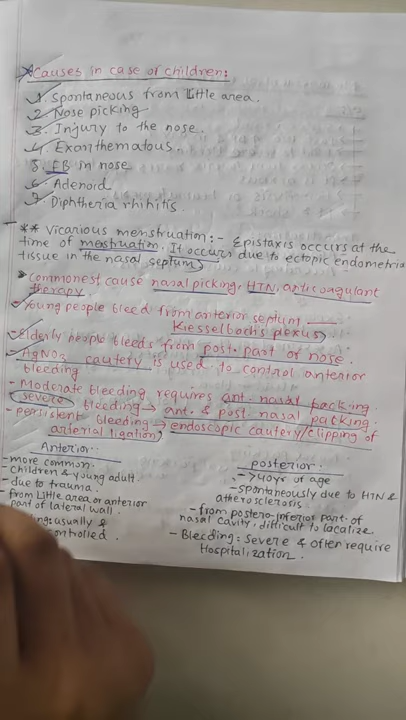 * Causes in case of children:
1. Spontaneous from Little area.
2. Nose picking
3. Injury to the nose.
4. Exanthematous.
5. FB in nose
6. Adenord
7. Diphtheria rhihitis.
** Vicarious menstruation:- Epistaxis occurs at the
time of mestruatim. It occurs due to ectopic endometria
tissue in the nasal septum)
Commonest cause nasal picking, HTN, anticoagulant
therapy
Young people bleed from anterior septum
Kiesselbach's plexus)
- Elderly people bleeds from post. part of nose.
AgNO3 cautery is used to control anterior
bleeding
- Moderate bleeding requires ant. nasal packing.
severe bleeding → ant. & post. nasal packing.
- persistent bleeding → endoscopic cautery/clipping of
arterial ligation,
Anterior
- more common.
- children & young adult.
- due to trauma.
- from Little area or anterior
part of lateral wall.
usually &
controlled.
posterior.
- >40yr of age
- spontaneously due to HTN &
atherosclerosis.
- from postero-inferior part of
nasal cavity, difficult to localize.
- Bleeding: severe & often require
Hospitalization.